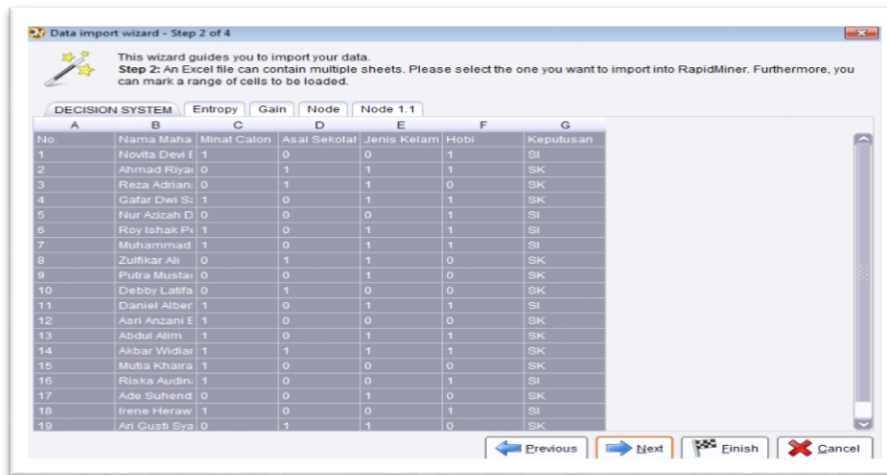 Data import wizard - Step 2 of 4
This wizard guides you to import your data.
Step 2: An Excel file can contain multiple sheets. Please select the one you want to import into RapidMiner. Furthermore, you
can mark a range of cells to be loaded.
DECISION SYSTEM Entropy Gain Node Node 1.1
A B C D E F G
No. Nama Maha Minat Calon Asal Sekolal Jenis Kelam Hobi Keputusan
1 Novita Devi E 1 0 0 1 SI
2 Ahmad Riyai 0 1 1 1 SK
3 Reza Adrian 0 1 1 0 SK
4 Gafar Dwi Sa 1 0 1 1 SK
5 Nur Azizah D 0 0 0 1 SI
6 Roy Ishak Pe 1 0 1 1 SI
7 Muhammad 1 0 1 1 SI
8 Zulfikar Ali 0 1 1 0 SK
9 Putra Mustai 0 0 1 0 SK
10 Debby Latifa 0 1 0 0 SK
11 Daniel Alber 1 0 1 1 SI
12 Asri Anzani E 1 0 0 0 SK
13 Abdul Alim 1 0 1 1 SK
14 Akbar Widiar 1 1 1 1 SK
15 Mutia Khaira 1 0 0 0 SK
16 Riska Audin 1 0 0 1 SI
17 Ade Suhend 0 0 1 0 SK
18 Irene Heraw 1 0 0 1 SI
19 Ari Gusti Sya 0 1 1 0 SK
Previous Next Finish Cancel